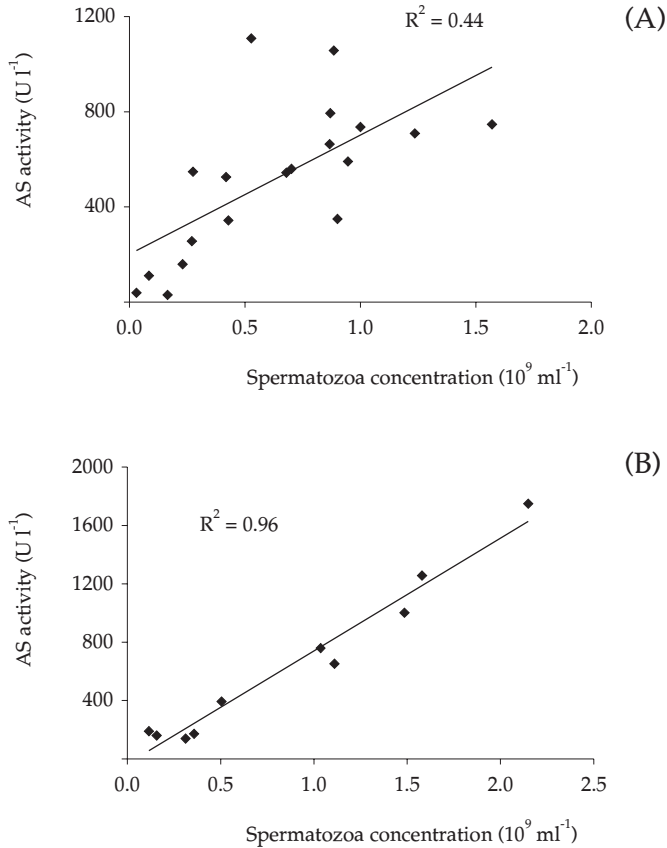 (A)
R² = 0.44
1200
800
400
AS activity (U l⁻¹)
0.0 0.5 1.0 1.5 2.0
Spermatozoa concentration (10⁹ ml⁻¹)
(B)
R² = 0.96
2000
1600
1200
800
400
AS activity (U l⁻¹)
0.0 0.5 1.0 1.5 2.0 2.5
Spermatozoa concentration (10⁹ ml⁻¹)